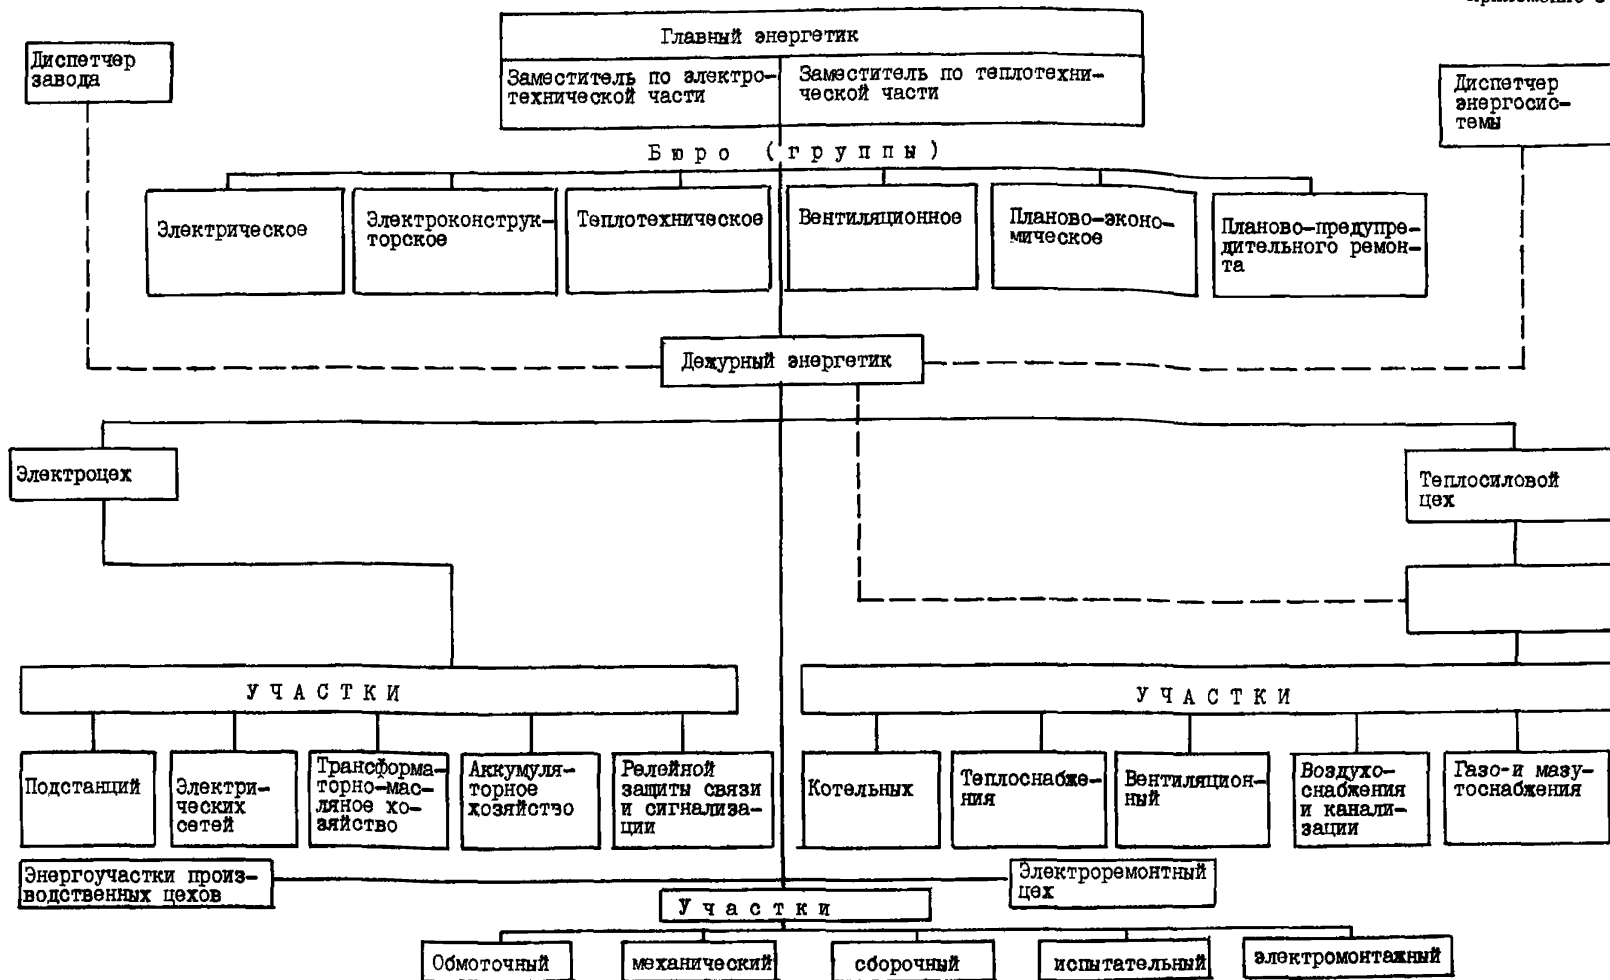 Главный энергетик
Диспетчер
завода
Заместитель по электро-
технической части
Заместитель по теплотехни-
ческой части
Диспетчер
энергосис-
темы
Бюро (группы)
Электрическое
Электроконструк-
торское
Теплотехническое
Вентиляционное
Планово-эконо-
мическое
Планово-предупре-
дительного ремон-
та
Дежурный энергетик
Электроцех
Теплосиловой
цех
УЧАСТКИ
УЧАСТКИ
Подстанций
Электри-
ческих
сетей
Трансформа-
торно-мас-
ляное хо-
зяйство
Аккумуля-
торное
хозяйство
Релейной
защиты связи
и сигнализа-
ции
Котельных
Теплоснабже-
ния
Вентиляцион-
ный
Воздухо-
снабжения
и канали-
зации
Газо-и мазу-
тоснабжения
Энергоучастки произ-
водственных цехов
Электроремонтный
цех
Участки
Обмоточный
механический
сборочный
испытательный
электромонтажный